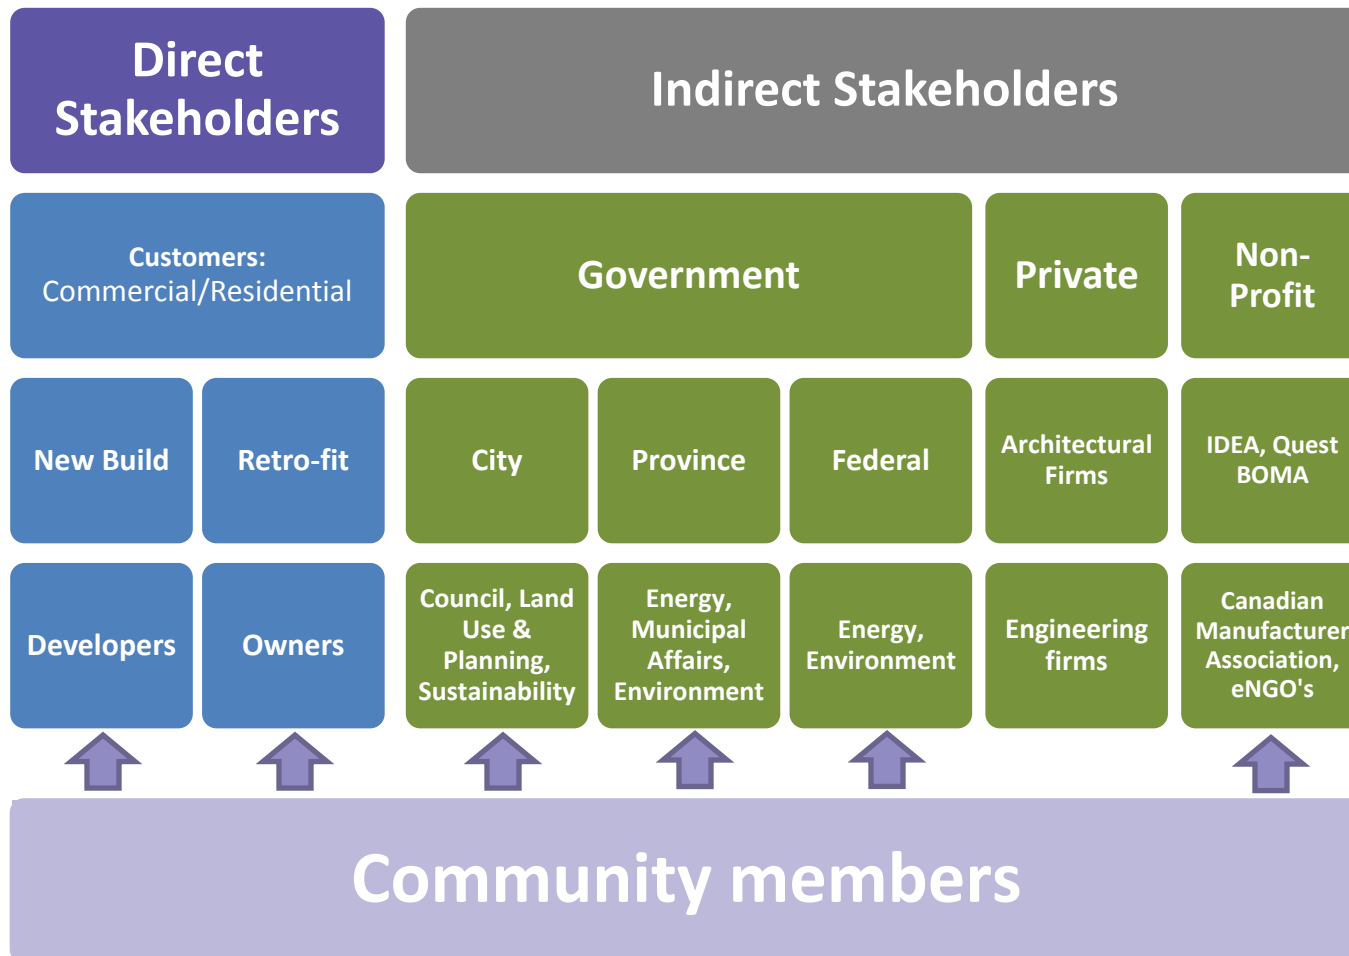 Direct
Stakeholders
Indirect Stakeholders
Customers:
Commercial/Residential
Government
Private
Non-
Profit
New Build
Retro-fit
City
Province
Federal
Architectural
Firms
IDEA, Quest
BOMA
Developers
Owners
Council, Land
Use &
Planning,
Sustainability
Energy,
Municipal
Affairs,
Environment
Energy,
Environment
Engineering
firms
Canadian
Manufacturer
Association,
eNGO's
Community members